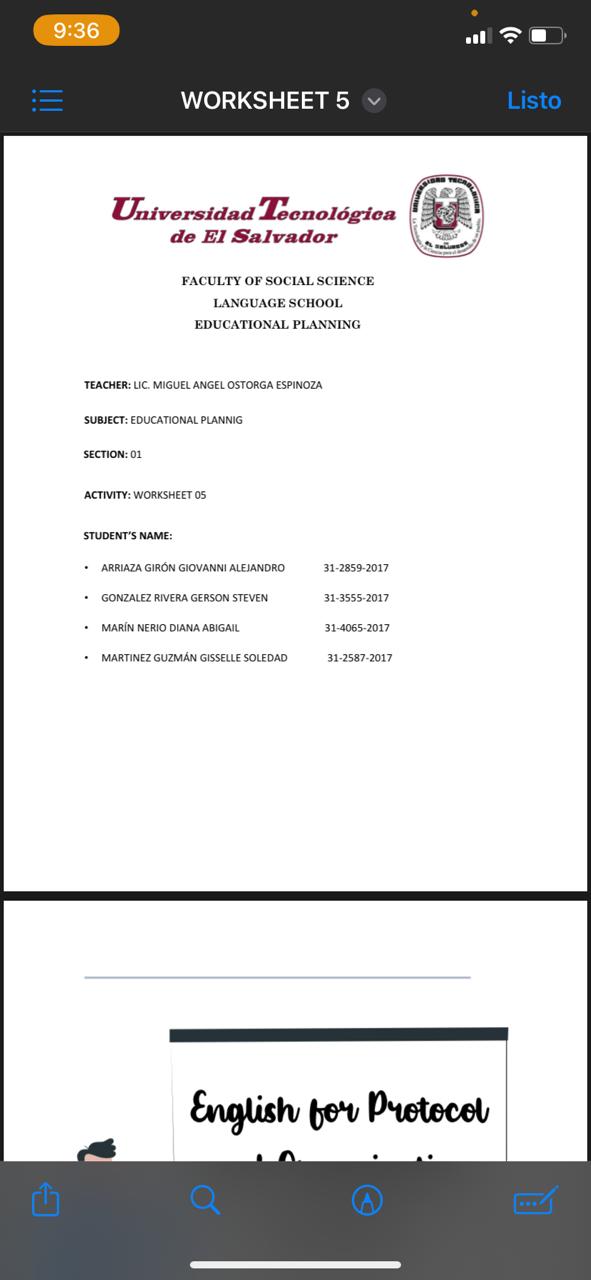 9:36
WORKSHEET 5
Listo
Universidad Tecnológica
de El Salvador
UNIVERSIDAD TECNOLOGICA
DE
EL SALVADOR
FACULTY OF SOCIAL SCIENCE
LANGUAGE SCHOOL
EDUCATIONAL PLANNING
TEACHER: LIC. MIGUEL ANGEL OSTORGA ESPINOZA
SUBJECT: EDUCATIONAL PLANNIG
SECTION: 01
ACTIVITY: WORKSHEET 05
STUDENT’S NAME:
• ARRIAZA GIRÓN GIOVANNI ALEJANDRO 31-2859-2017
• GONZALEZ RIVERA GERSON STEVEN 31-3555-2017
• MARÍN NERIO DIANA ABIGAIL 31-4065-2017
• MARTINEZ GUZMÁN GISSELLE SOLEDAD 31-2587-2017
English for Protocol